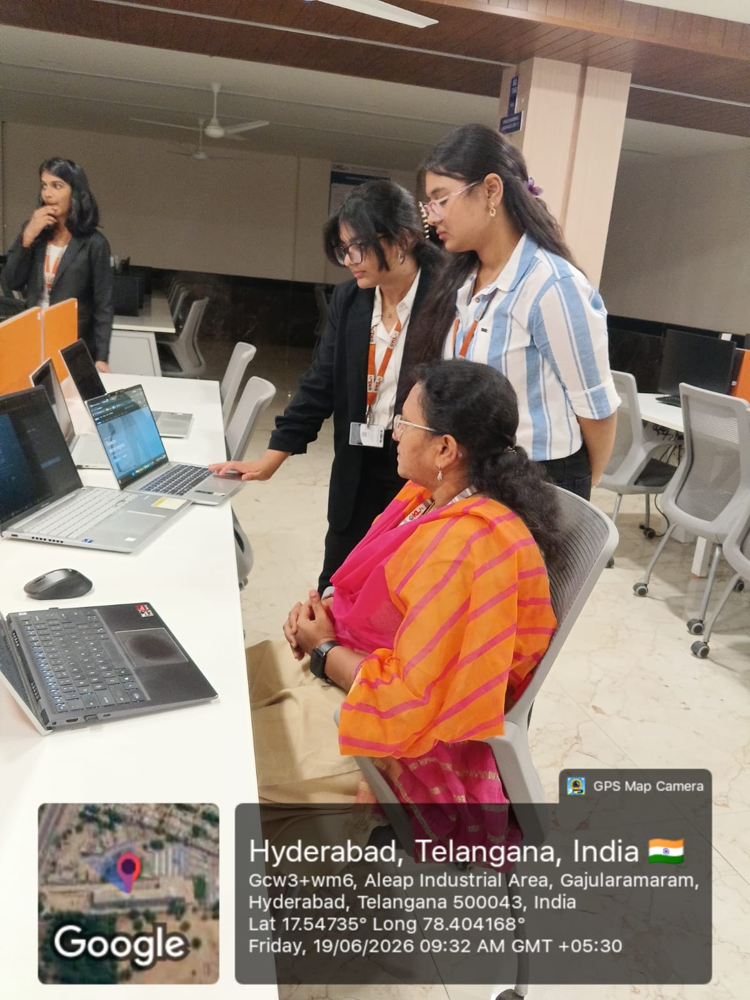 GPS Map Camera
Hyderabad, Telangana, India
Gcw3+wm6, Aleap Industrial Area, Gajularamaram,
Hyderabad, Telangana 500043, India
Lat 17.54735° Long 78.404168°
Friday, 19/06/2026 09:32 AM GMT +05:30
Google